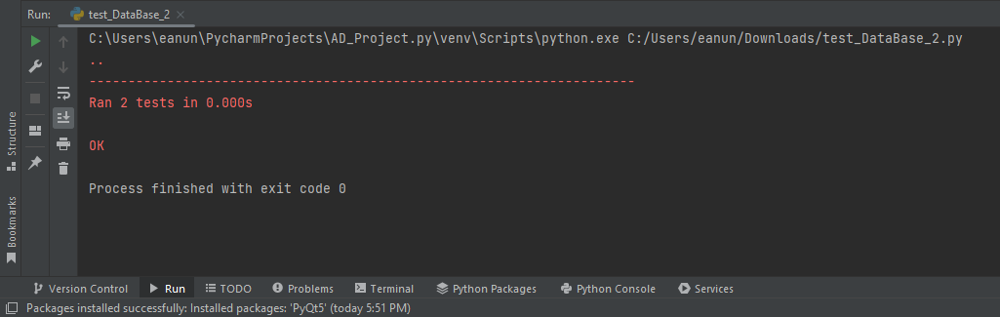 Run: test_DataBase_2
C:\Users\eanun\PycharmProjects\AD_Project.py\venv\Scripts\python.exe C:/Users/eanun/Downloads/test_DataBase_2.py
..
----------------------------------------------------------------------
Ran 2 tests in 0.000s
OK
Process finished with exit code 0
Structure
Bookmarks
Version Control Run TODO Problems Terminal Python Packages Python Console Services
Packages installed successfully: Installed packages: 'PyQt5' (today 5:51 PM)